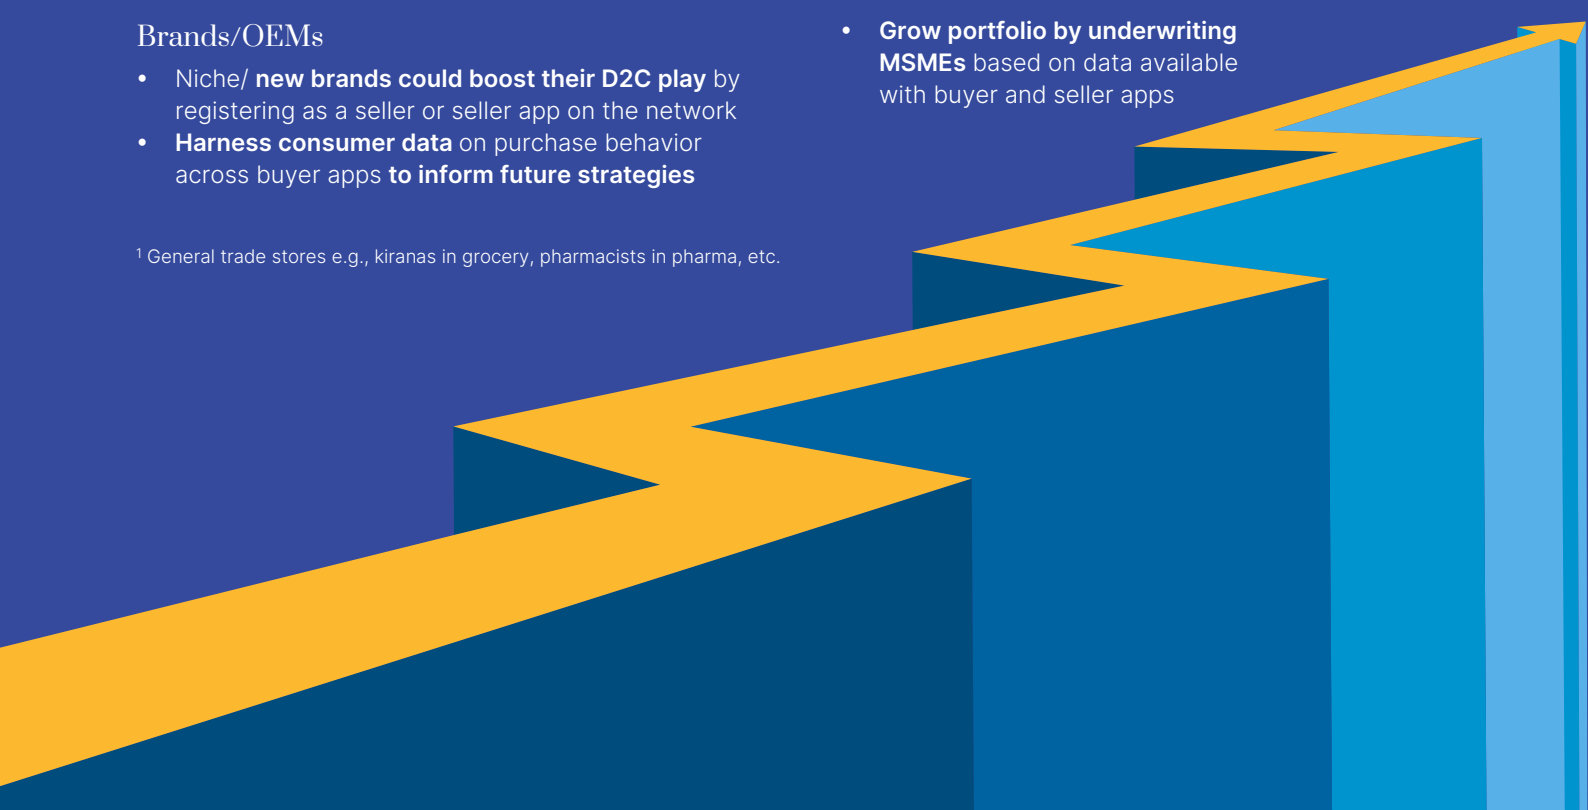 Brands/OEMs
• Niche/ new brands could boost their D2C play by
registering as a seller or seller app on the network
• Harness consumer data on purchase behavior
across buyer apps to inform future strategies
¹ General trade stores e.g., kiranas in grocery, pharmacists in pharma, etc.
• Grow portfolio by underwriting
MSMEs based on data available
with buyer and seller apps